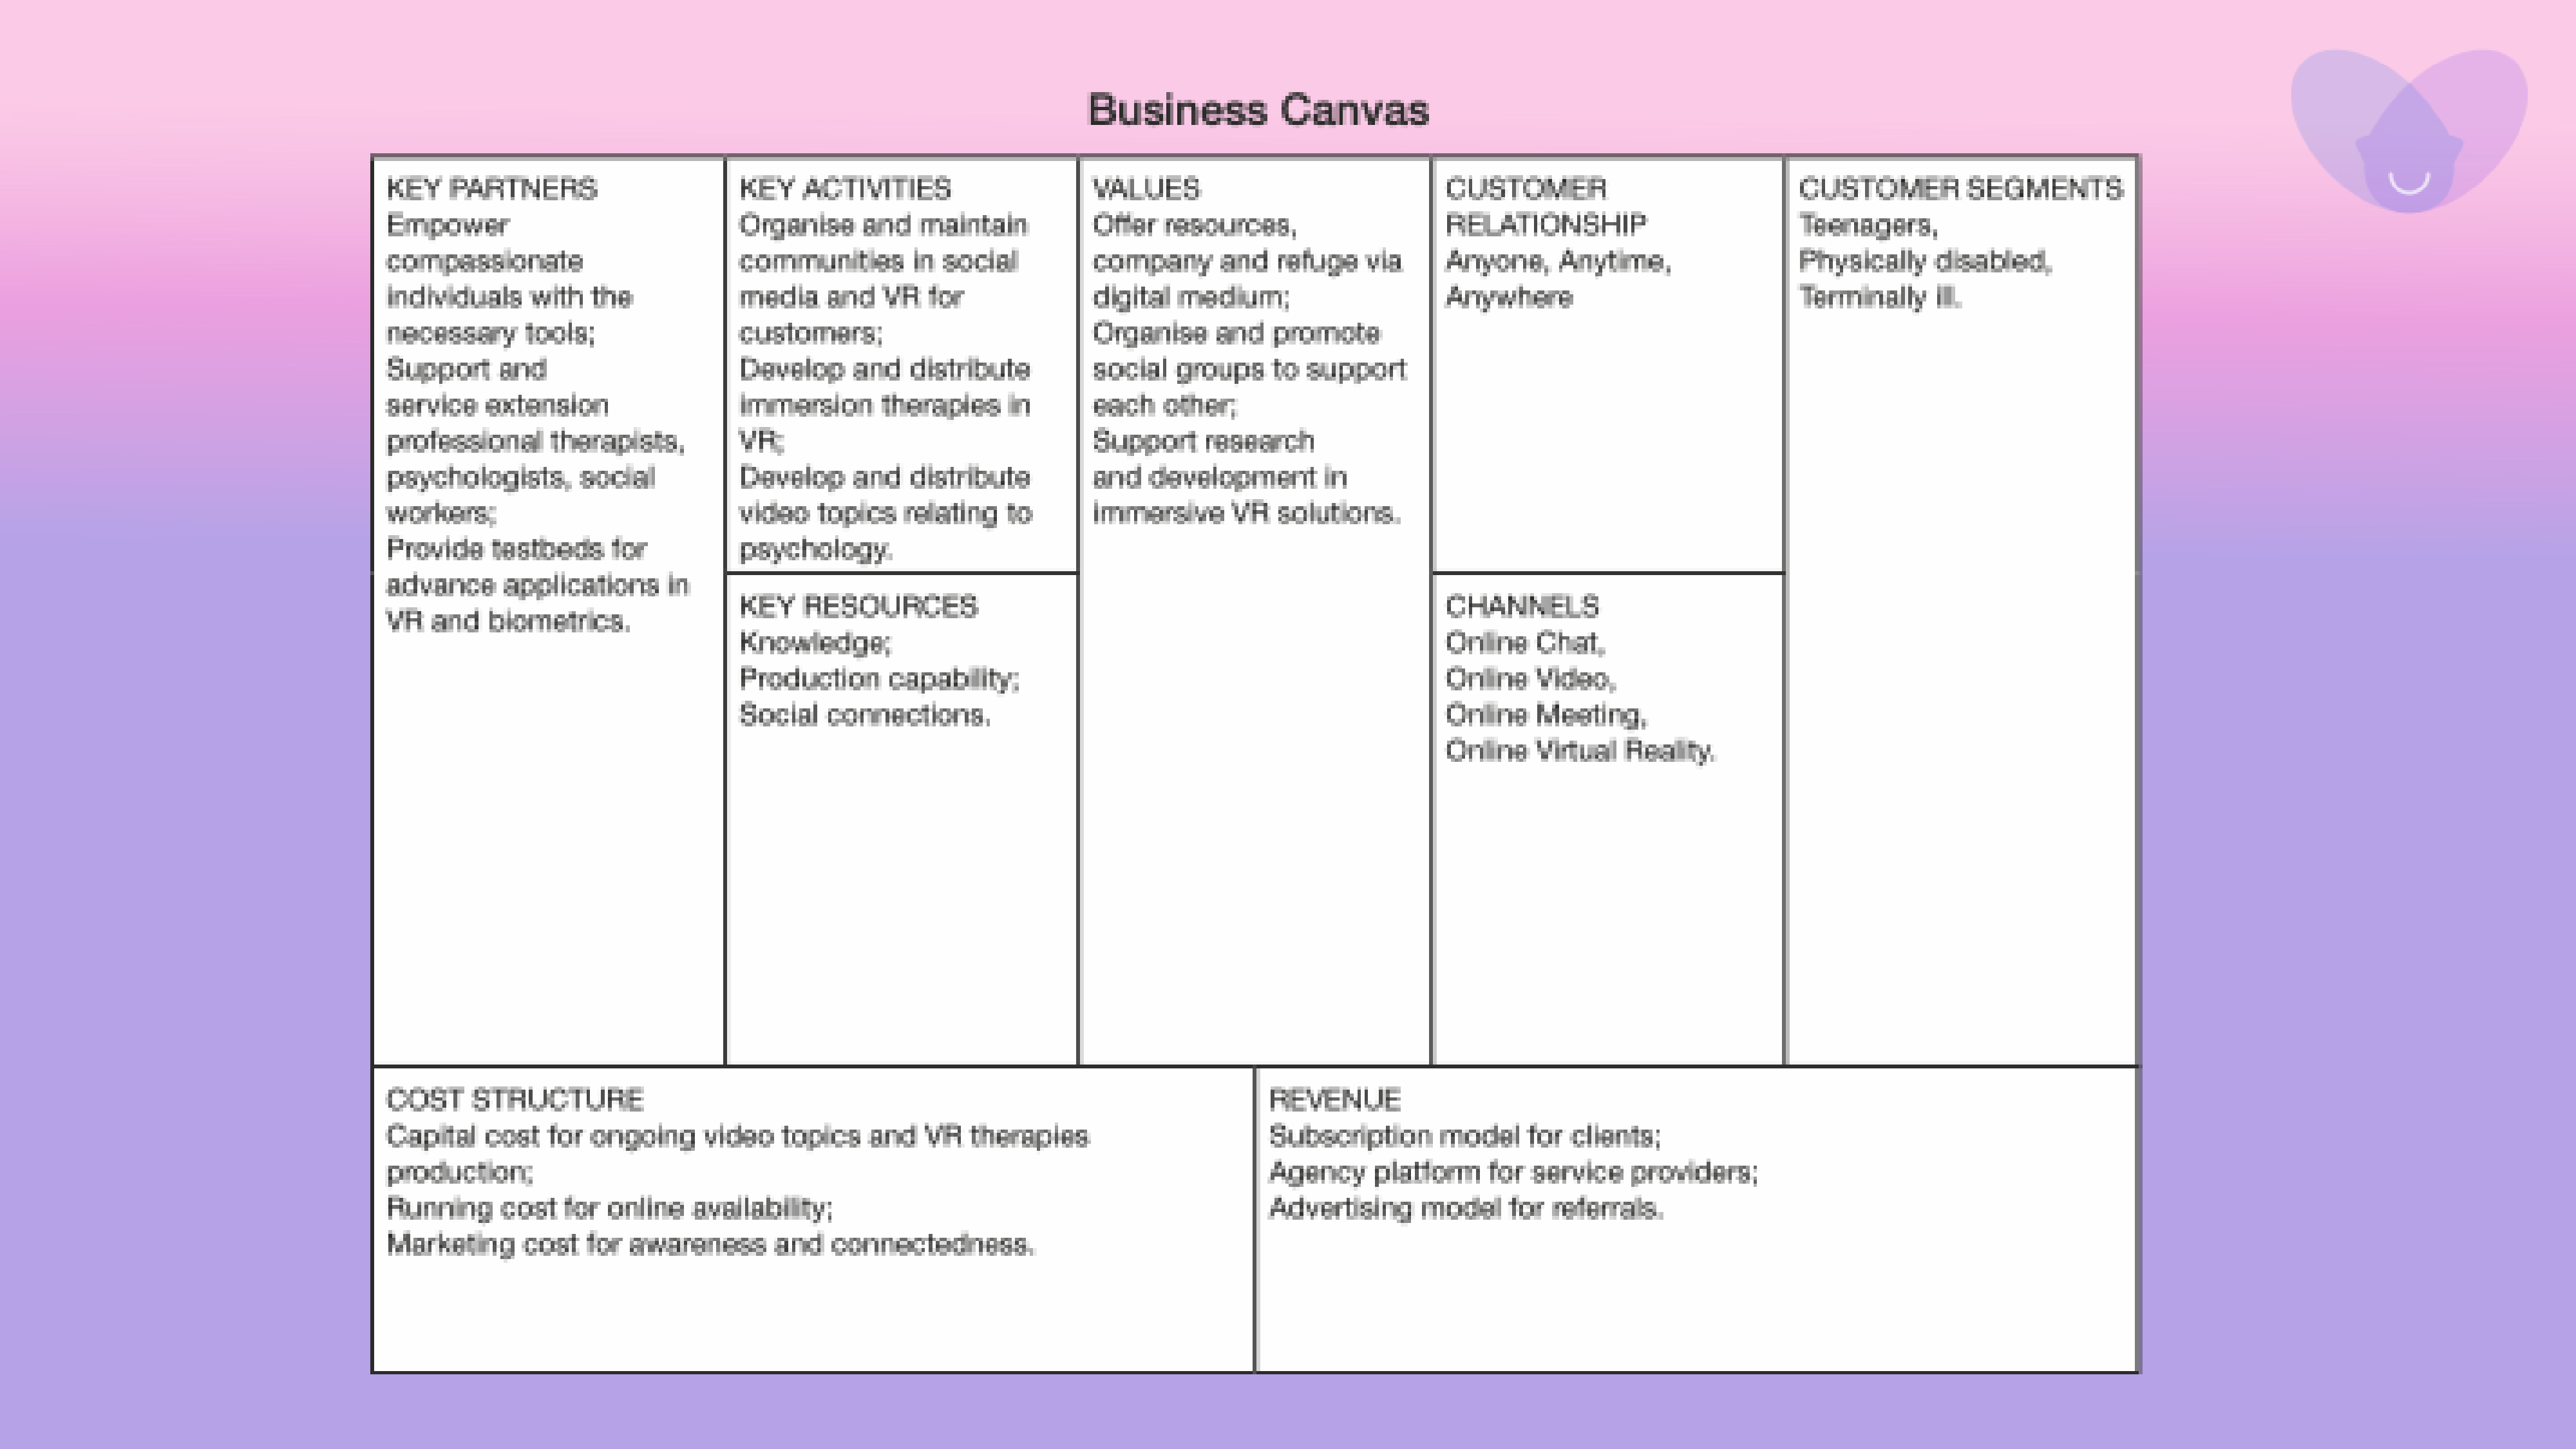 Business Canvas
KEY PARTNERS
Empower
compassionate
individuals with the
necessary tools;
Support and
service extension
professional therapists,
psychologists, social
workers;
Provide testbeds for
advance applications in
VR and biometrics.
KEY ACTIVITIES
Organise and maintain
communities in social
media and VR for
customers;
Develop and distribute
immersion therapies in
VR;
Develop and distribute
video topics relating to
psychology.
KEY RESOURCES
Knowledge;
Production capability;
Social connections.
VALUES
Offer resources,
company and refuge via
digital medium;
Organise and promote
social groups to support
each other;
Support research
and development in
immersive VR solutions.
CUSTOMER
RELATIONSHIP
Anyone, Anytime,
Anywhere
CHANNELS
Online Chat,
Online Video,
Online Meeting,
Online Virtual Reality.
CUSTOMER SEGMENTS
Teenagers,
Physically disabled,
Terminally ill.
COST STRUCTURE
Capital cost for ongoing video topics and VR therapies
production;
Running cost for online availability;
Marketing cost for awareness and connectedness.
REVENUE
Subscription model for clients;
Agency platform for service providers;
Advertising model for referrals.